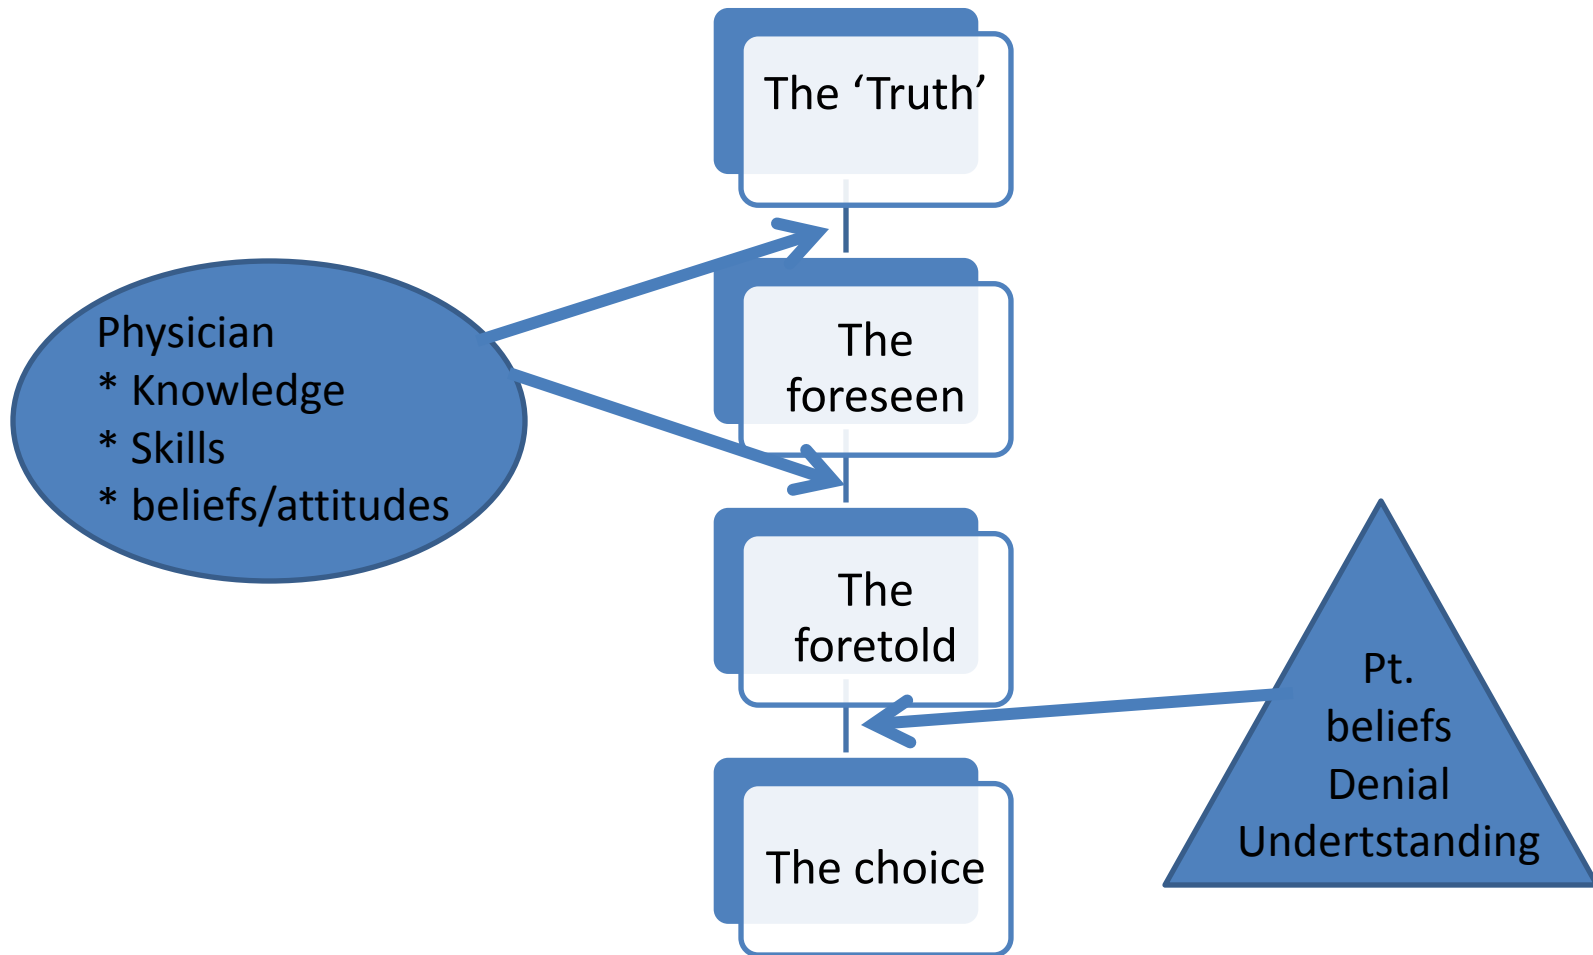 The ‘Truth’
Physician
* Knowledge
* Skills
* beliefs/attitudes
The
foreseen
The
foretold
Pt.
beliefs
Denial
Undertstanding
The choice